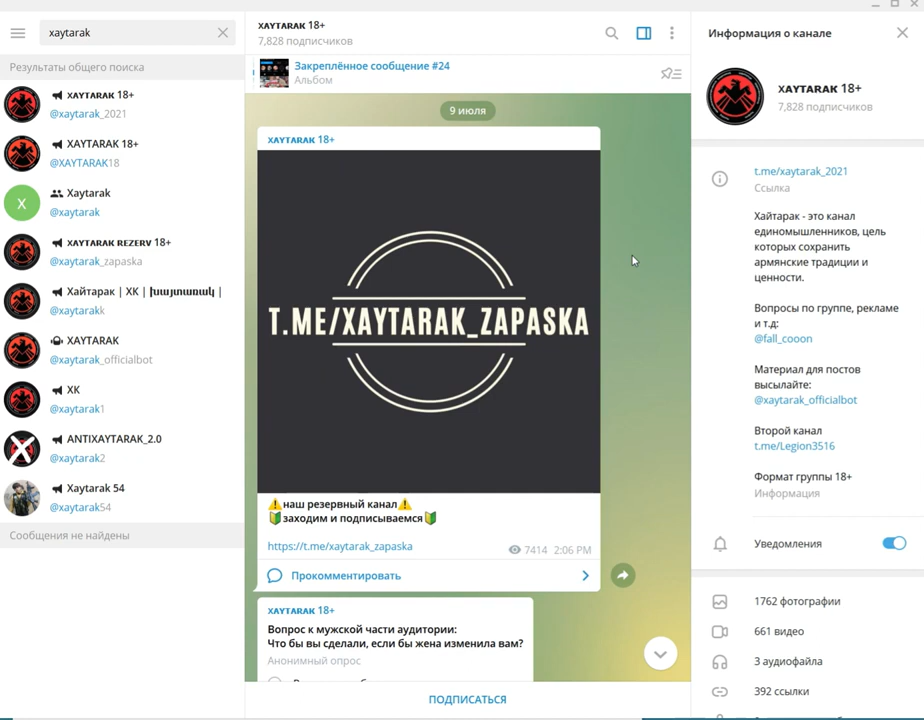 xaytarak
Результаты общего поиска
XAYTARAK 18+
@xaytarak_2021
XAYTARAK 18+
@XAYTARAK18
X
Xaytarak
@xaytarak
XAYTARAK REZERV 18+
@xaytarak_zapaska
Хайтарак | ХК | խայտառակ |
@xaytarakk
XAYTARAK
@xaytarak_officialbot
ХК
@xaytarak1
ANTIXAYTARAK_2.0
@xaytarak2
Xaytarak 54
@xaytarak54
Сообщения не найдены
XAYTARAK 18+
7,828 подписчиков
Закреплённое сообщение #24
Альбом
9 июля
XAYTARAK 18+
T.ME/XAYTARAK_ZAPASKA
⚠️наш резервный канал⚠️
🔰заходим и подписываемся🔰
https://t.me/xaytarak_zapaska
7414 2:06 PM
Прокомментировать
XAYTARAK 18+
Вопрос к мужской части аудитории:
Что бы вы сделали, если бы жена изменила вам?
Анонимный опрос
ПОДПИСАТЬСЯ
Информация о канале
XAYTARAK 18+
7,828 подписчиков
t.me/xaytarak_2021
Ссылка
Хайтарак - это канал
единомышленников, цель
которых сохранить
армянские традиции и
ценности.
Вопросы по группе, рекламе
и т.д:
@fall_cooon
Материал для постов
высылайте:
@xaytarak_officialbot
Второй канал
t.me/Legion3516
Формат группы 18+
Информация
Уведомления
1762 фотографии
661 видео
3 аудиофайла
392 ссылки